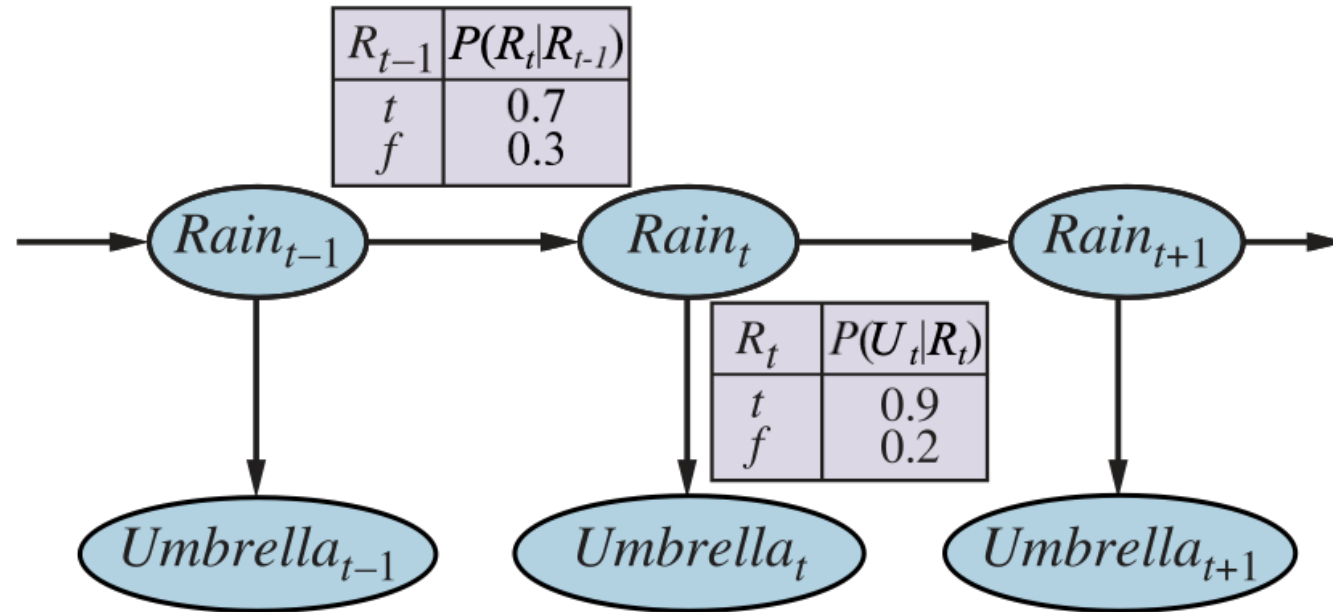 R_{t−1} P(R_t|R_{t-1})
t 0.7
f 0.3
Rain_{t−1} Rain_t Rain_{t+1}
R_t P(U_t|R_t)
t 0.9
f 0.2
Umbrella_{t−1} Umbrella_t Umbrella_{t+1}